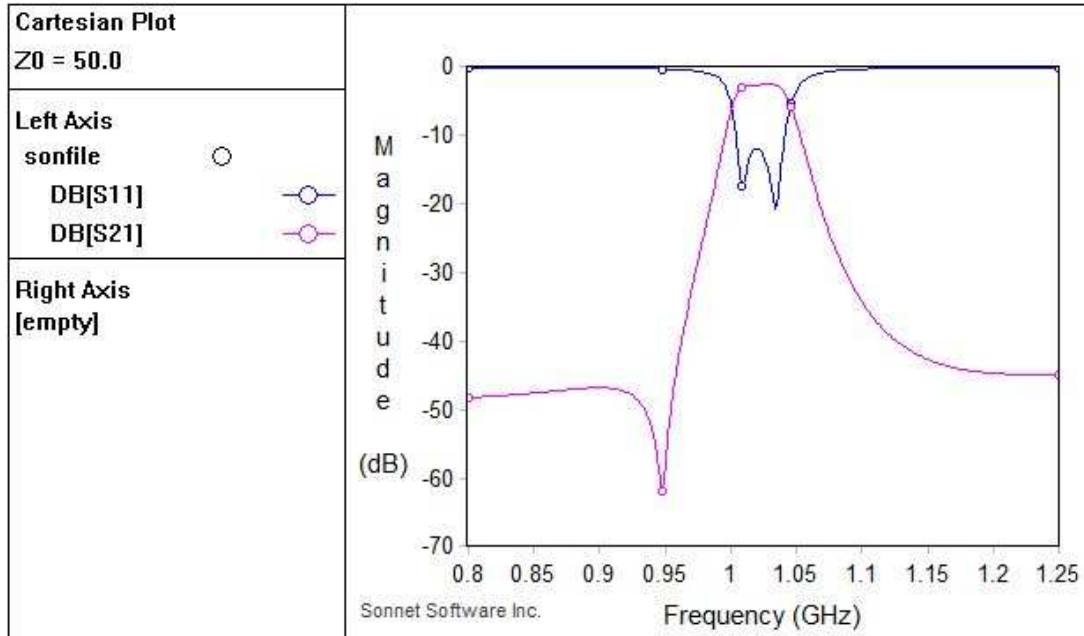 Cartesian Plot
Z0 = 50.0
Left Axis
sonfile
DB[S11]
DB[S21]
Right Axis
[empty]
Magnitude
(dB)
0
-10
-20
-30
-40
-50
-60
-70
0.8 0.85 0.9 0.95 1 1.05 1.1 1.15 1.2 1.25
Sonnet Software Inc.
Frequency (GHz)